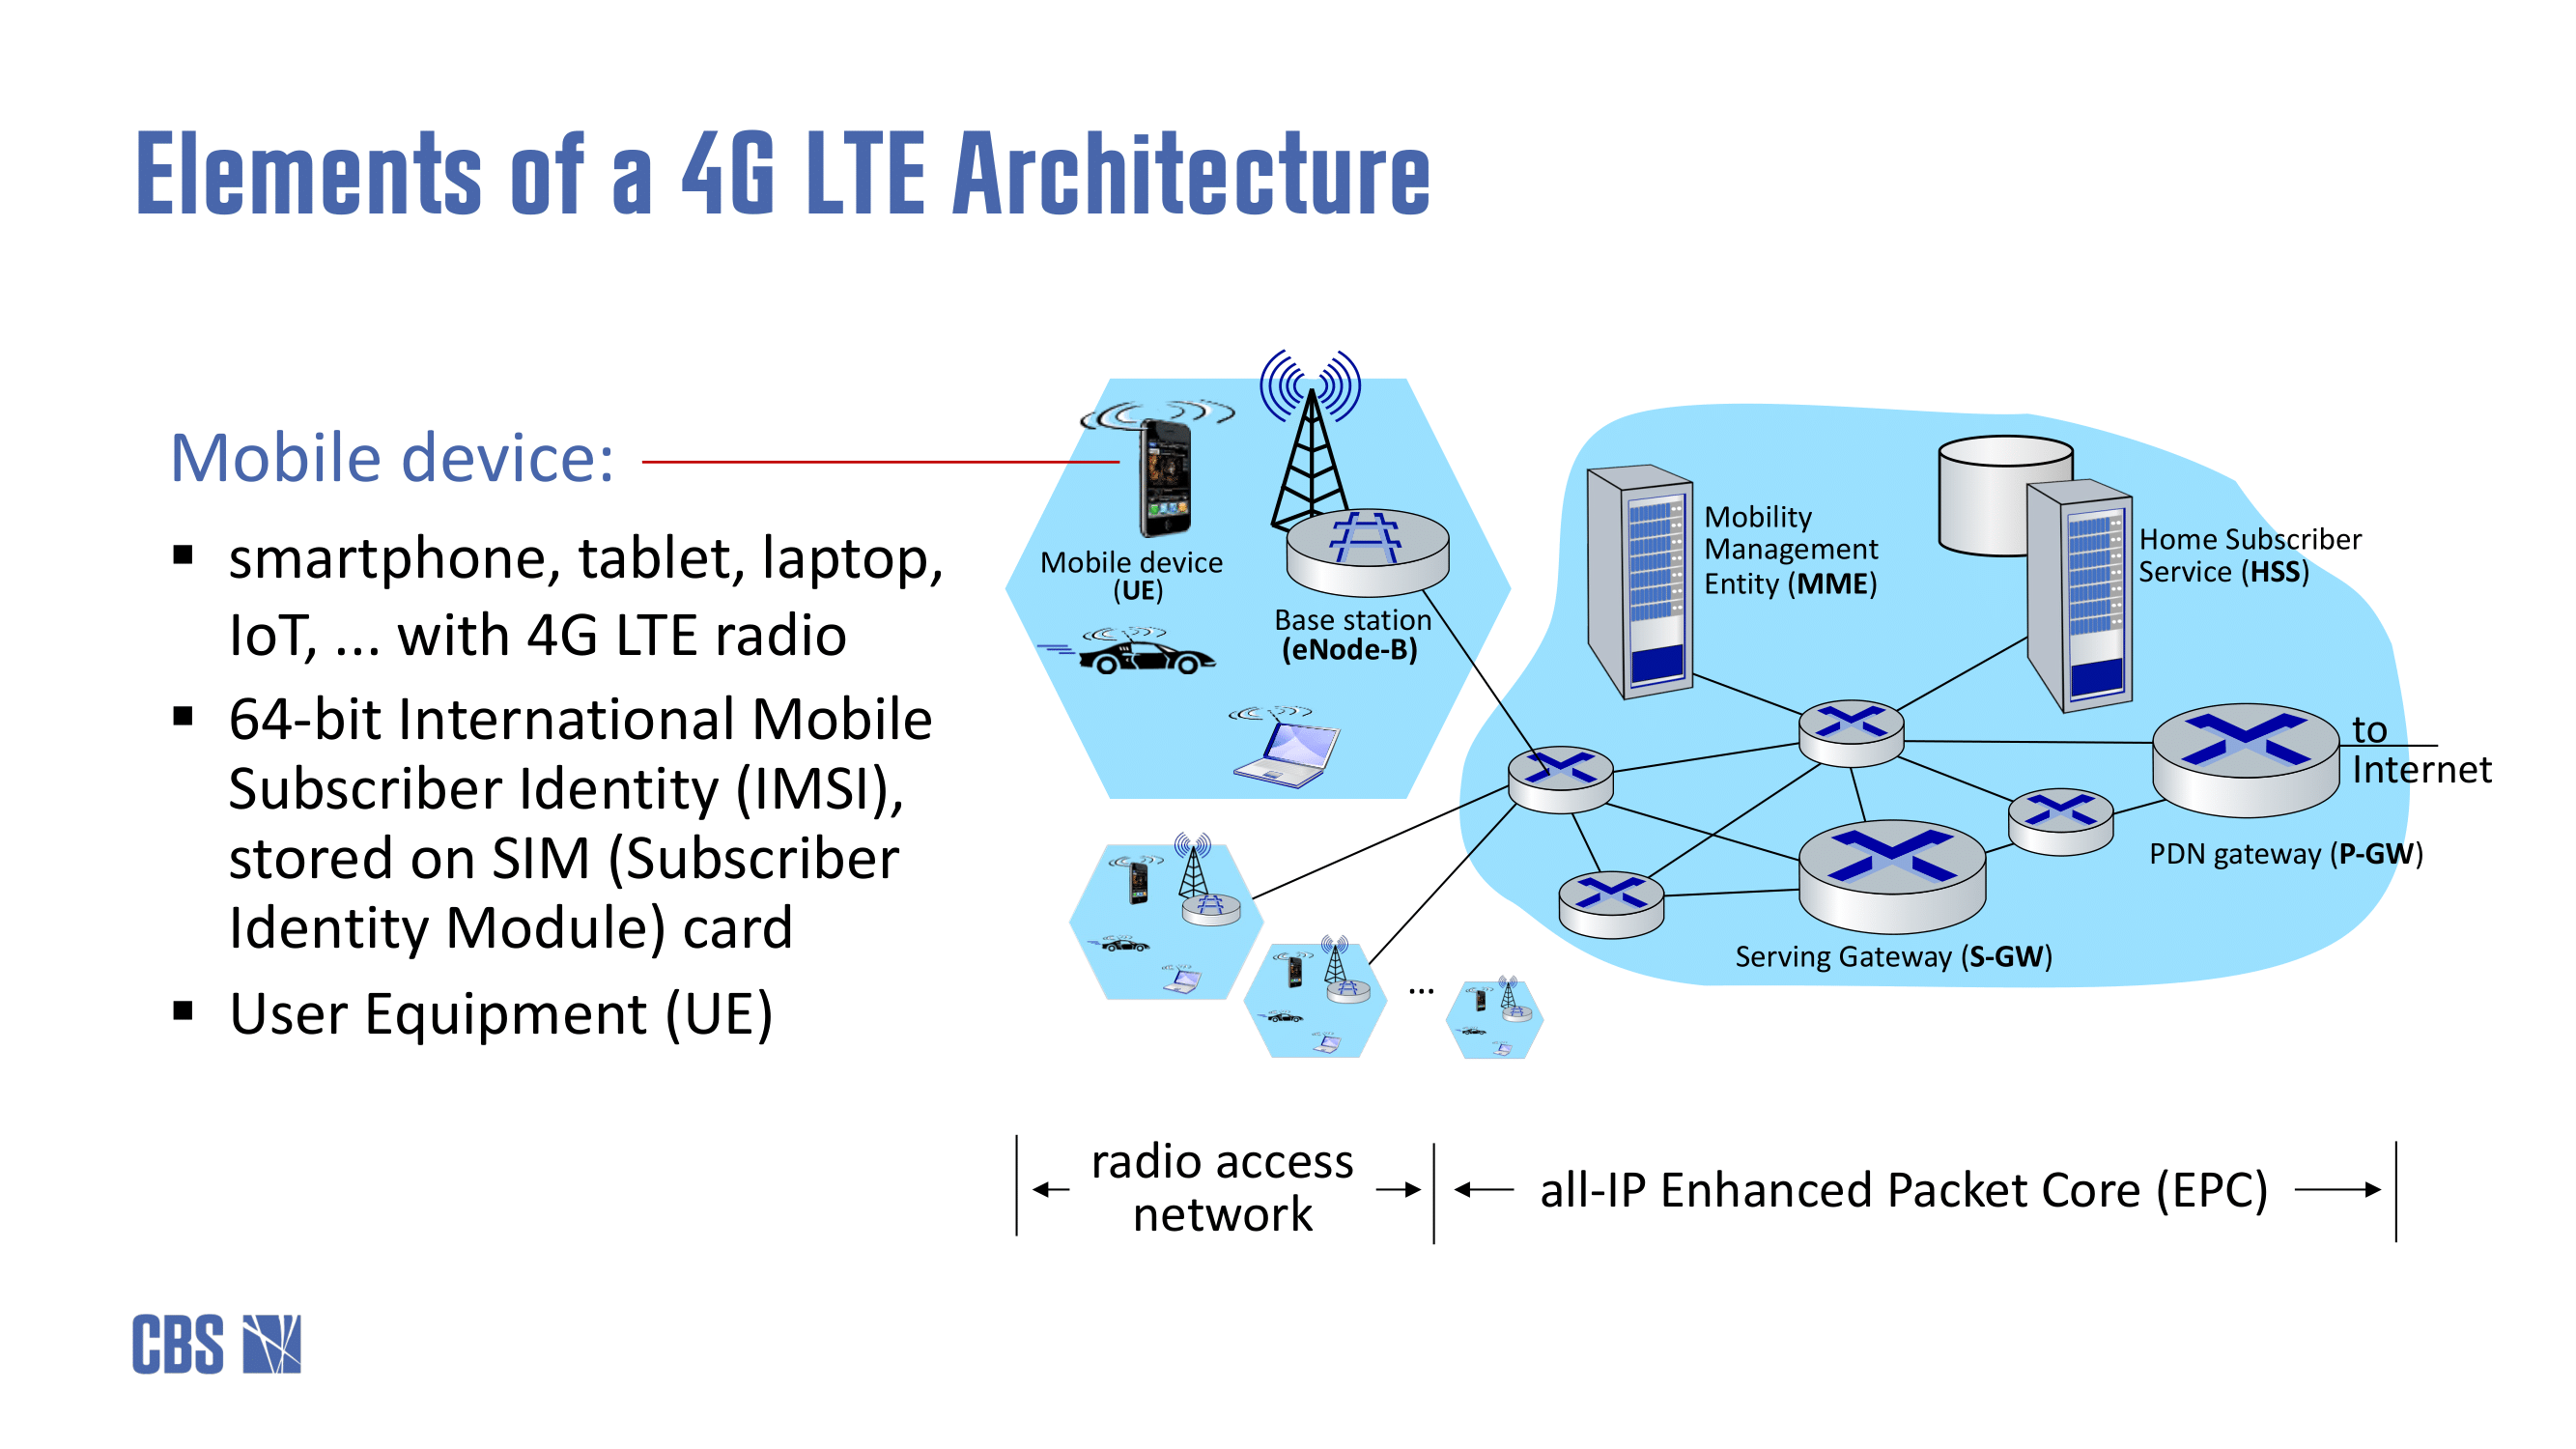 Elements of a 4G LTE Architecture
Mobile device:
▪ smartphone, tablet, laptop,
IoT, ... with 4G LTE radio
▪ 64-bit International Mobile
Subscriber Identity (IMSI),
stored on SIM (Subscriber
Identity Module) card
▪ User Equipment (UE)
Mobile device
(UE)
Base station
(eNode-B)
Mobility
Management
Entity (MME)
Home Subscriber
Service (HSS)
to
Internet
PDN gateway (P-GW)
Serving Gateway (S-GW)
...
radio access
network
all-IP Enhanced Packet Core (EPC)
CBS